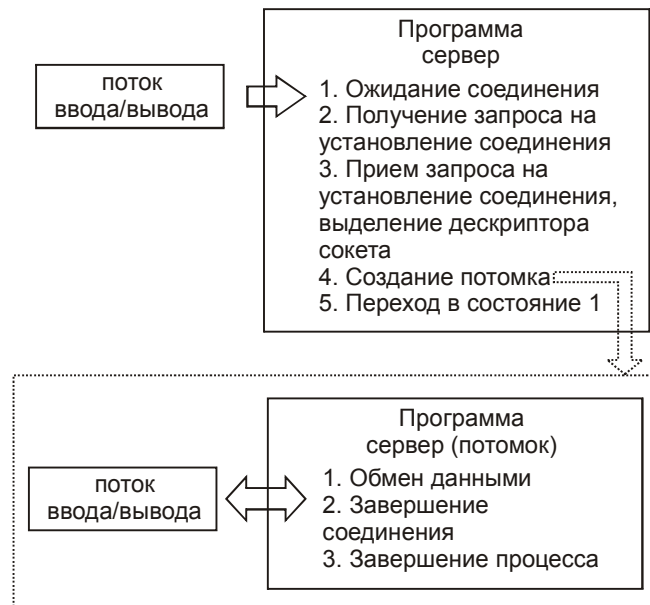 Программа
сервер
поток
ввода/вывода
1. Ожидание соединения
2. Получение запроса на
установление соединения
3. Прием запроса на
установление соединения,
выделение дескриптора
сокета
4. Создание потомка
5. Переход в состояние 1
Программа
сервер (потомок)
поток
ввода/вывода
1. Обмен данными
2. Завершение
соединения
3. Завершение процесса